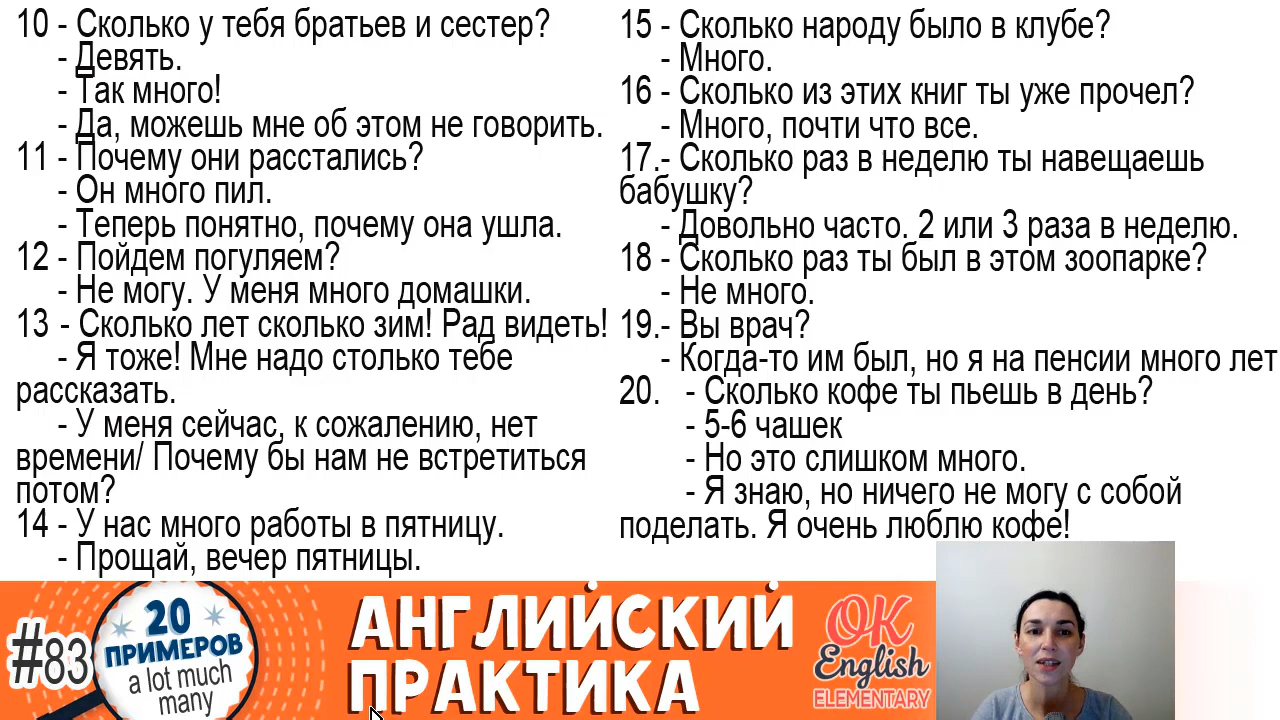 10 - Сколько у тебя братьев и сестер?
- Девять.
- Так много!
- Да, можешь мне об этом не говорить.
11 - Почему они расстались?
- Он много пил.
- Теперь понятно, почему она ушла.
12 - Пойдем погуляем?
- Не могу. У меня много домашки.
13 - Сколько лет сколько зим! Рад видеть!
- Я тоже! Мне надо столько тебе
рассказать.
- У меня сейчас, к сожалению, нет
времени/ Почему бы нам не встретиться
потом?
14 - У нас много работы в пятницу.
- Прощай, вечер пятницы.
15 - Сколько народу было в клубе?
- Много.
16 - Сколько из этих книг ты уже прочел?
- Много, почти что все.
17.- Сколько раз в неделю ты навещаешь
бабушку?
- Довольно часто. 2 или 3 раза в неделю.
18 - Сколько раз ты был в этом зоопарке?
- Не много.
19.- Вы врач?
- Когда-то им был, но я на пенсии много лет
20. - Сколько кофе ты пьешь в день?
- 5-6 чашек
- Но это слишком много.
- Я знаю, но ничего не могу с собой
поделать. Я очень люблю кофе!
#83
20
ПРИМЕРОВ
a lot much
many
АНГЛИЙСКИЙ
ПРАКТИКА
OK
English
ELEMENTARY